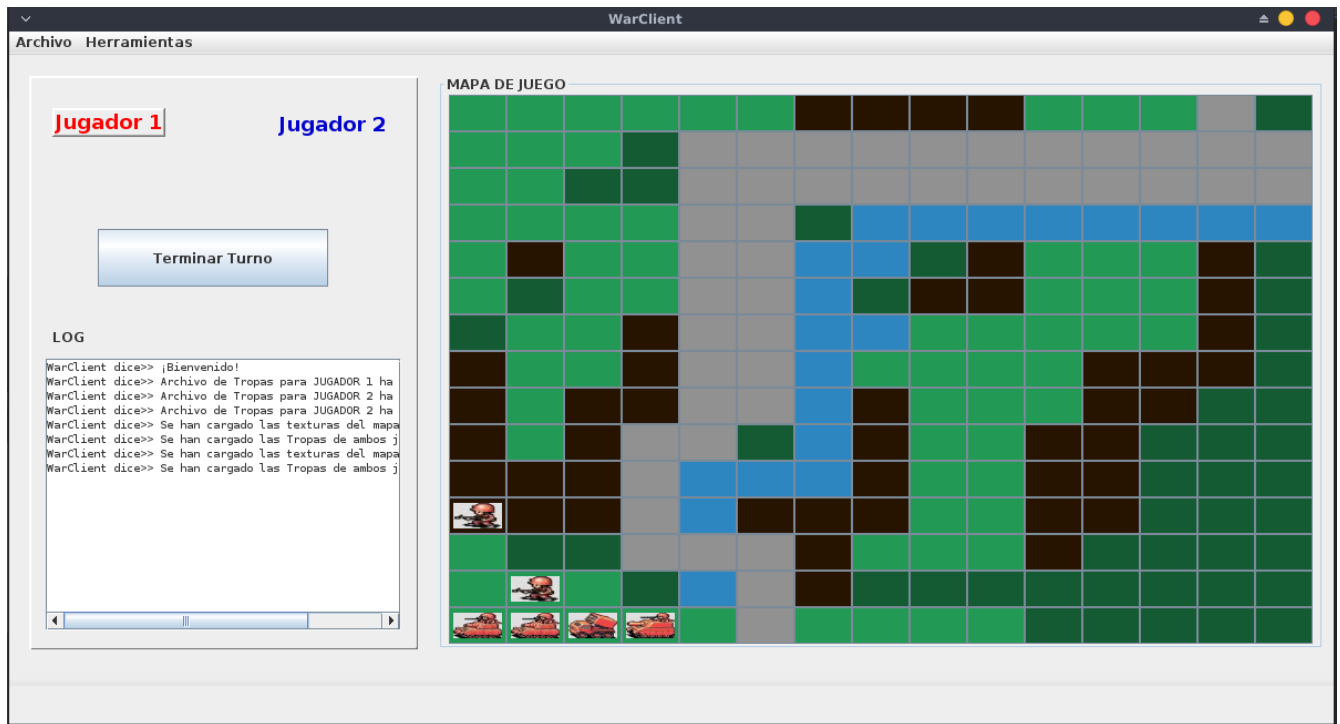 WarClient
Archivo Herramientas
Jugador 1
Jugador 2
Terminar Turno
LOG
WarClient dice>> ¡Bienvenido!
WarClient dice>> Archivo de Tropas para JUGADOR 1 ha
WarClient dice>> Archivo de Tropas para JUGADOR 2 ha
WarClient dice>> Archivo de Tropas para JUGADOR 2 ha
WarClient dice>> Se han cargado las texturas del mapa
WarClient dice>> Se han cargado las Tropas de ambos j
WarClient dice>> Se han cargado las texturas del mapa
WarClient dice>> Se han cargado las Tropas de ambos j
MAPA DE JUEGO